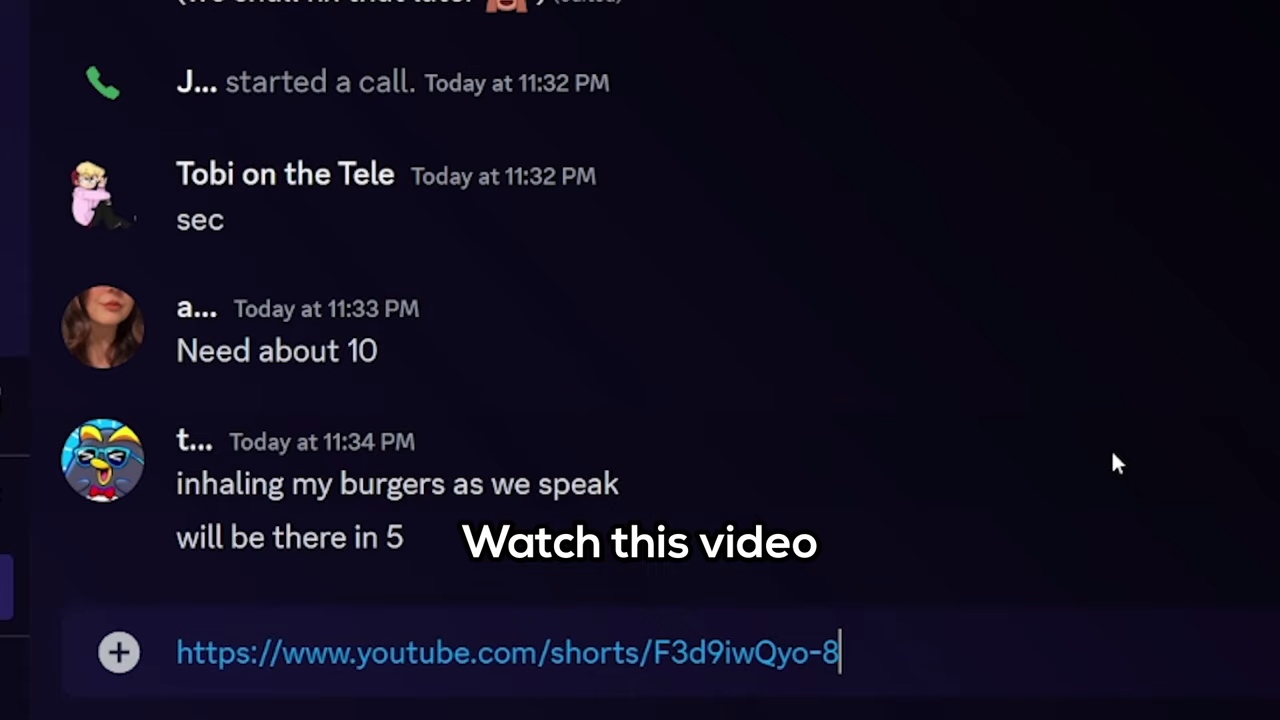 J... started a call. Today at 11:32 PM
Tobi on the Tele Today at 11:32 PM
sec
a... Today at 11:33 PM
Need about 10
t... Today at 11:34 PM
inhaling my burgers as we speak
will be there in 5
Watch this video
https://www.youtube.com/shorts/F3d9iwQyo-8